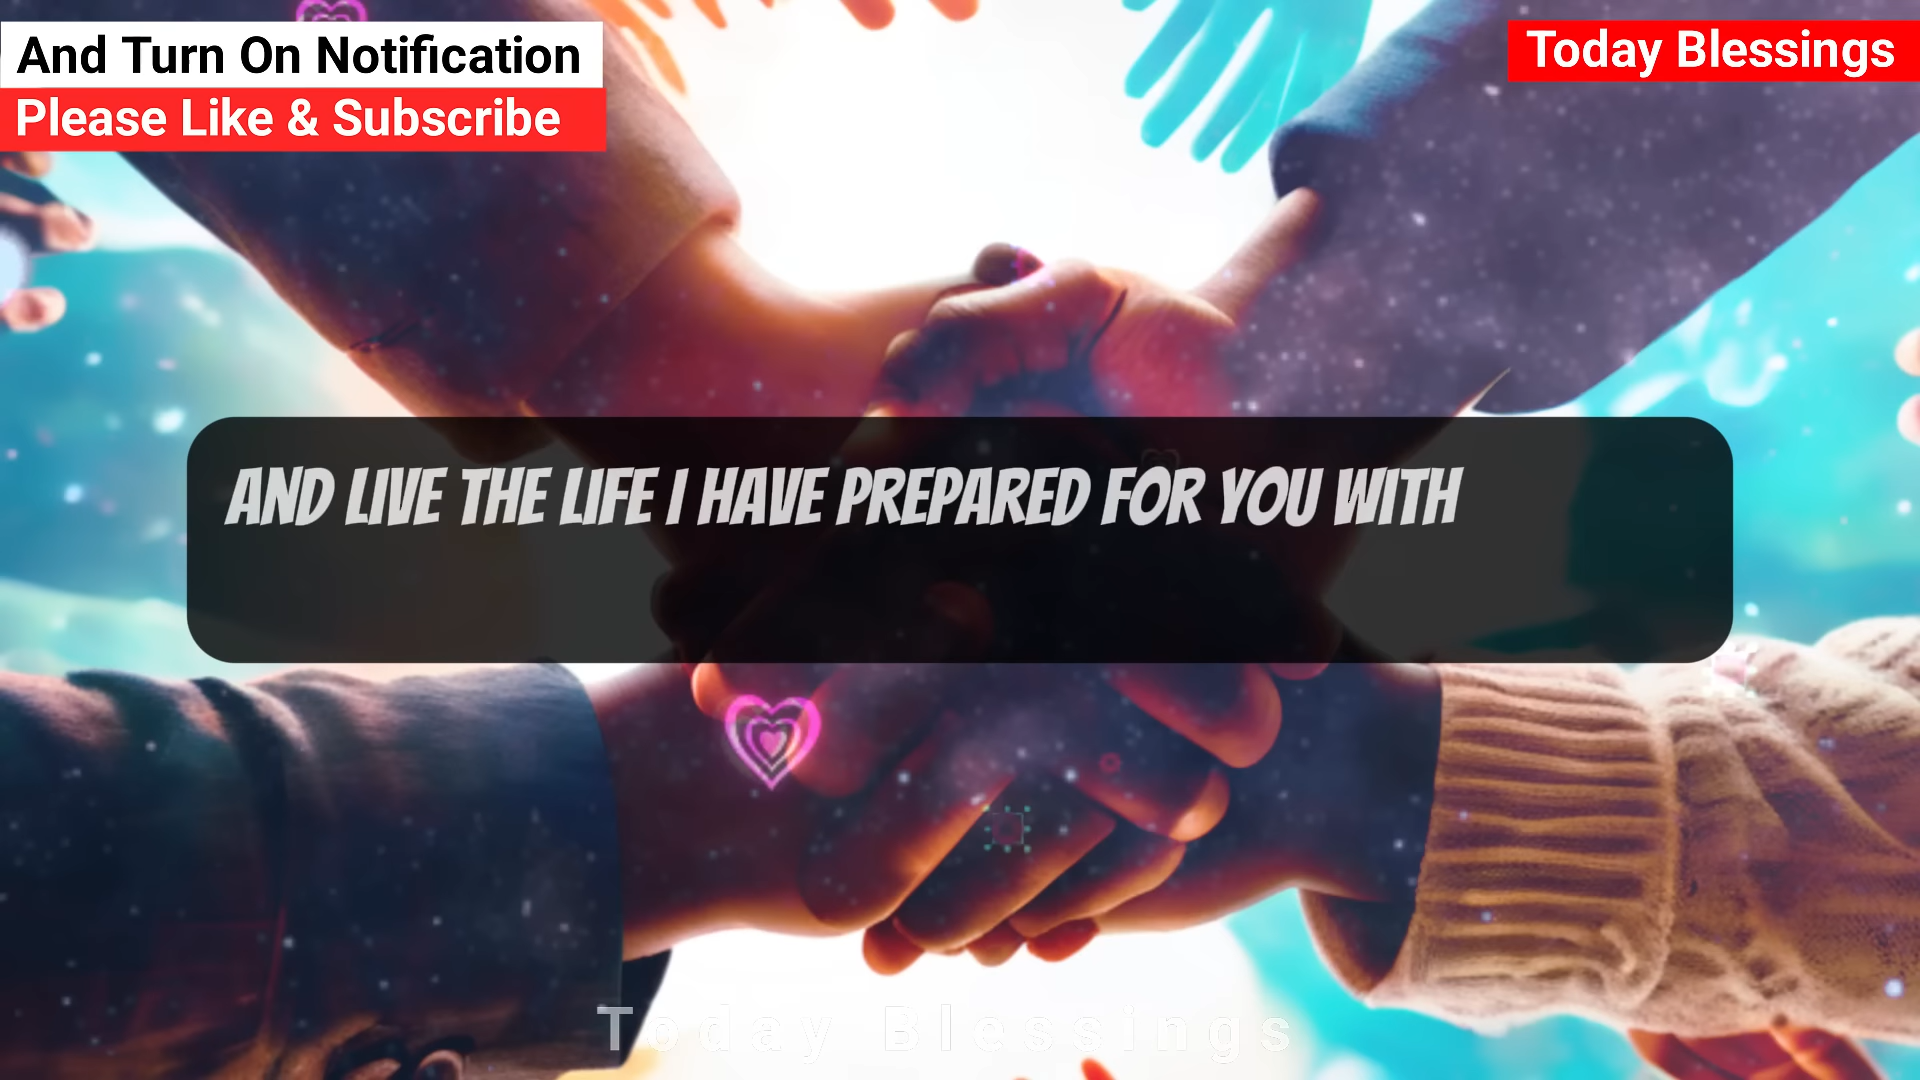 And Turn On Notification
Please Like & Subscribe
Today Blessings
AND LIVE THE LIFE I HAVE PREPARED FOR YOU WITH
Today Blessings